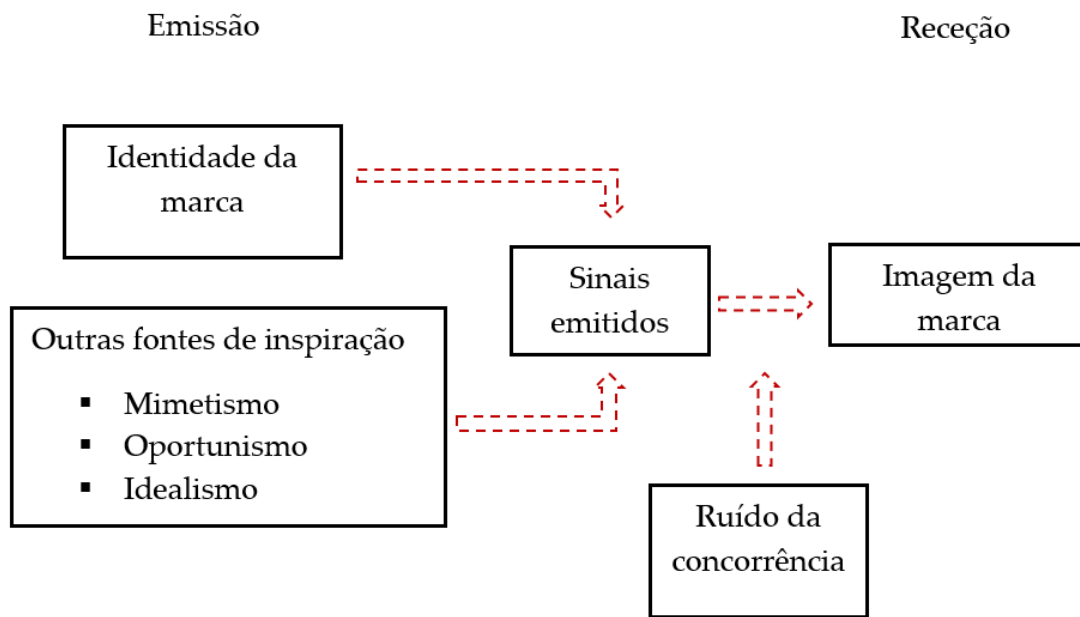 Emissão
Receção
Identidade da
marca
Outras fontes de inspiração
▪ Mimetismo
▪ Oportunismo
▪ Idealismo
Sinais
emitidos
Imagem da
marca
Ruído da
concorrência